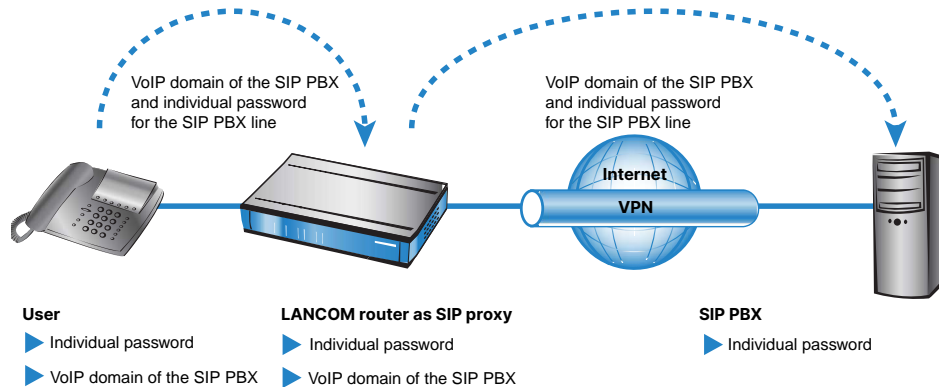 VoIP domain of the SIP PBX
and individual password
for the SIP PBX line
VoIP domain of the SIP PBX
and individual password
for the SIP PBX line
Internet
VPN
User
Individual password
VoIP domain of the SIP PBX
LANCOM router as SIP proxy
Individual password
VoIP domain of the SIP PBX
SIP PBX
Individual password